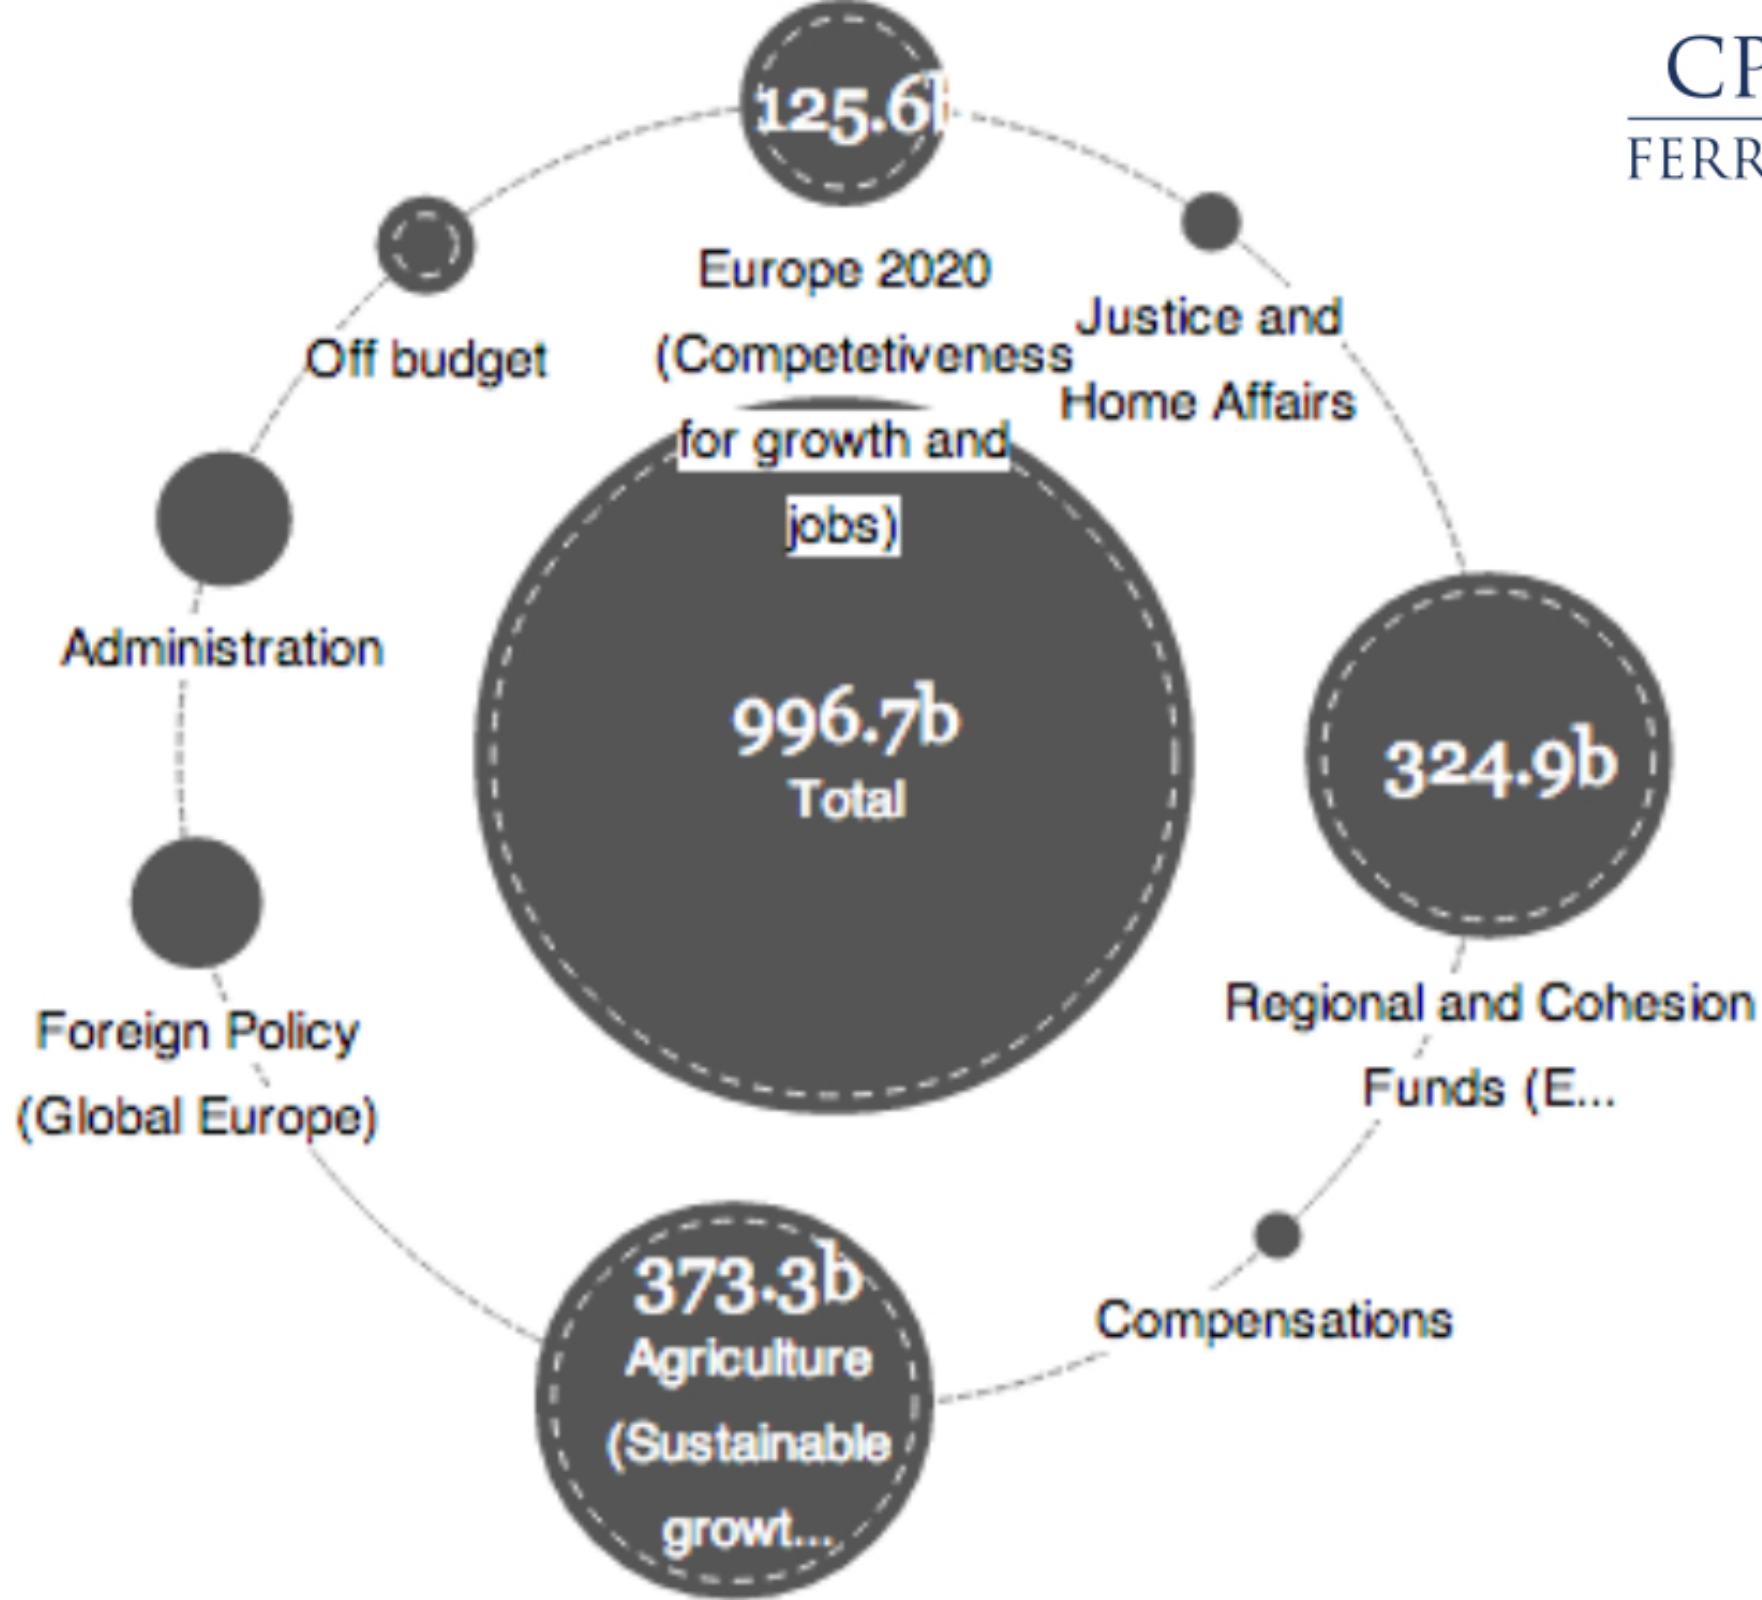 125.6b
CP
FERR
Europe 2020
(Competetiveness
for growth and
jobs)
Justice and
Home Affairs
Off budget
Administration
996.7b
Total
324.9b
Regional and Cohesion
Funds (E...
Foreign Policy
(Global Europe)
Compensations
373.3b
Agriculture
(Sustainable
growt...